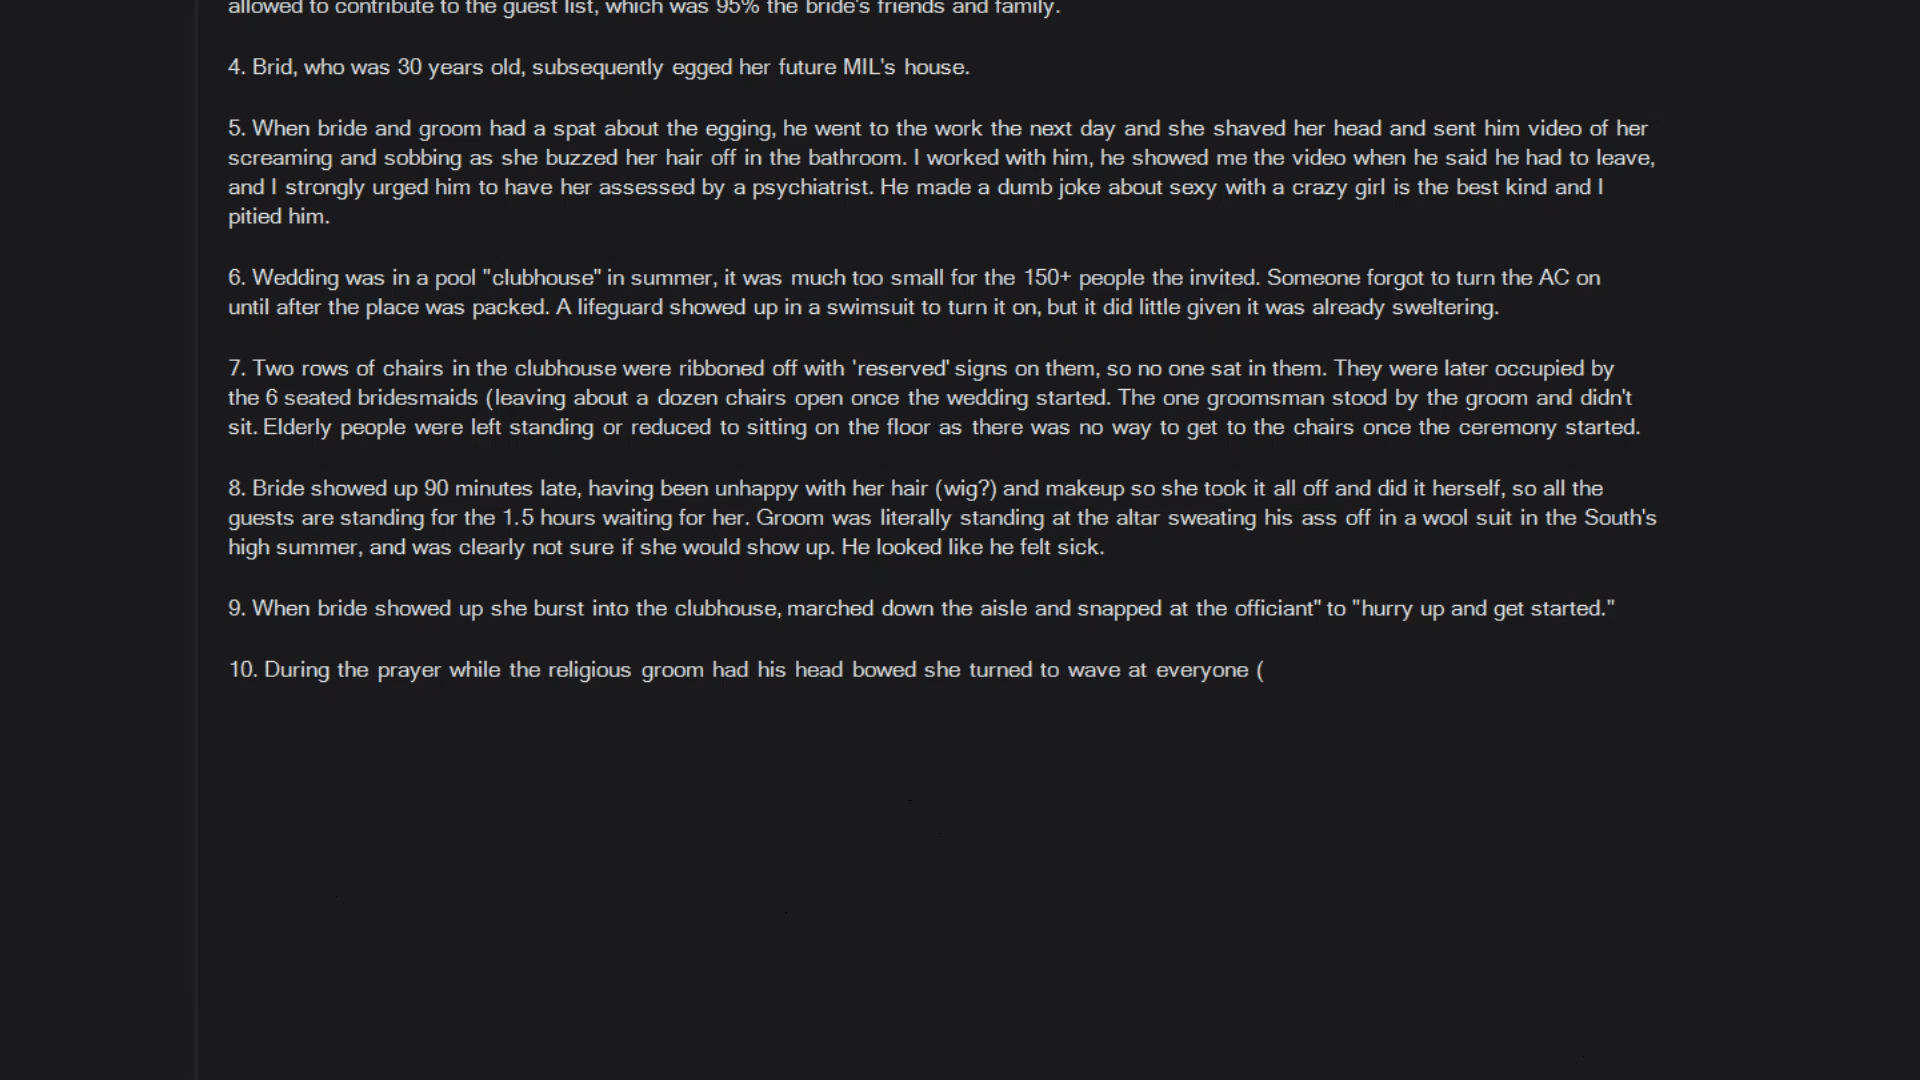 allowed to contribute to the guest list, which was 95% the bride's friends and family.
4. Brid, who was 30 years old, subsequently egged her future MIL's house.
5. When bride and groom had a spat about the egging, he went to the work the next day and she shaved her head and sent him video of her
screaming and sobbing as she buzzed her hair off in the bathroom. I worked with him, he showed me the video when he said he had to leave,
and I strongly urged him to have her assessed by a psychiatrist. He made a dumb joke about sexy with a crazy girl is the best kind and I
pitied him.
6. Wedding was in a pool "clubhouse" in summer, it was much too small for the 150+ people the invited. Someone forgot to turn the AC on
until after the place was packed. A lifeguard showed up in a swimsuit to turn it on, but it did little given it was already sweltering.
7. Two rows of chairs in the clubhouse were ribboned off with 'reserved' signs on them, so no one sat in them. They were later occupied by
the 6 seated bridesmaids (leaving about a dozen chairs open once the wedding started. The one groomsman stood by the groom and didn't
sit. Elderly people were left standing or reduced to sitting on the floor as there was no way to get to the chairs once the ceremony started.
8. Bride showed up 90 minutes late, having been unhappy with her hair (wig?) and makeup so she took it all off and did it herself, so all the
guests are standing for the 1.5 hours waiting for her. Groom was literally standing at the altar sweating his ass off in a wool suit in the South's
high summer, and was clearly not sure if she would show up. He looked like he felt sick.
9. When bride showed up she burst into the clubhouse, marched down the aisle and snapped at the officiant" to "hurry up and get started."
10. During the prayer while the religious groom had his head bowed she turned to wave at everyone (